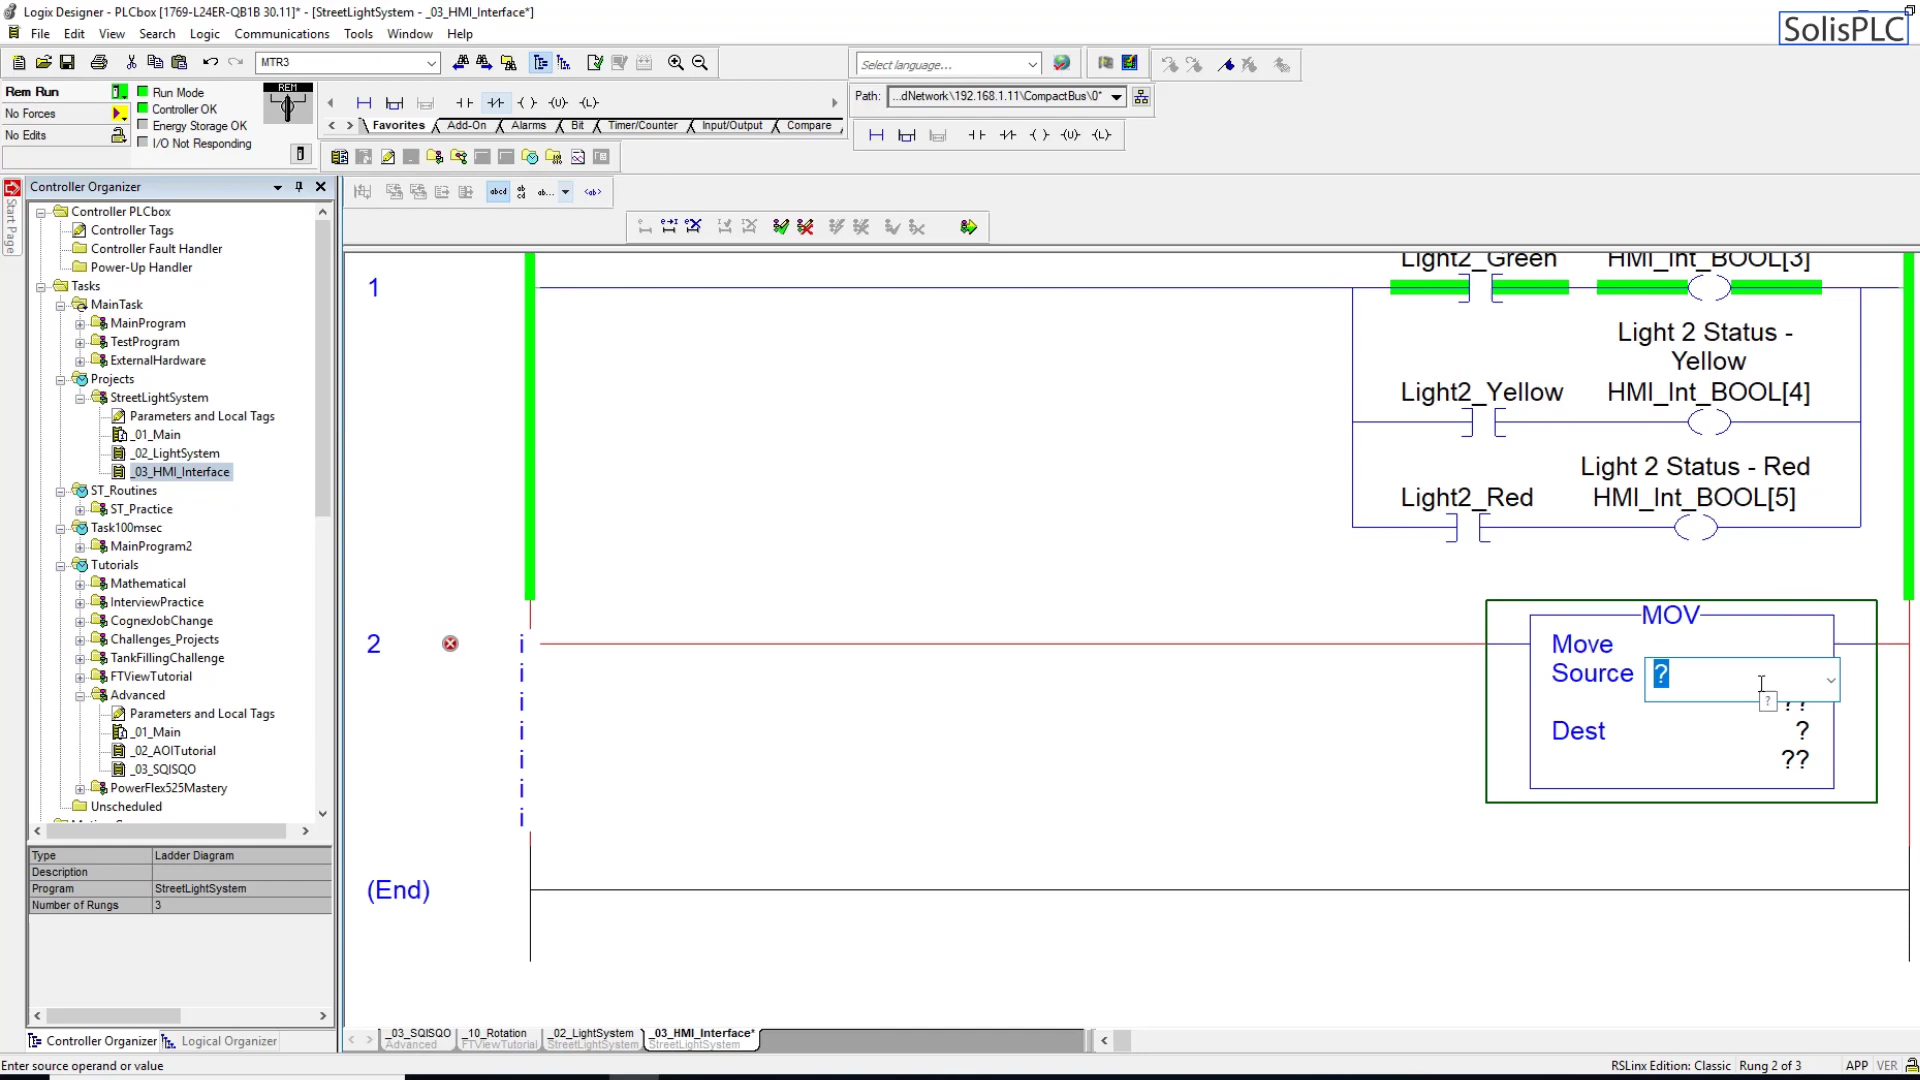 Logix Designer - PLCbox [1769-L24ER-QB1B 30.11]* - [StreetLightSystem - _03_HMI_Interface*]
SolisPLC
File Edit View Search Logic Communications Tools Window Help
MTR3
Select language...
Rem Run
No Forces
No Edits
Run Mode
Controller OK
Energy Storage OK
I/O Not Responding
REM
Path: ...dNetwork\192.168.1.11\CompactBus\0*
Favorites Add-On Alarms Bit Timer/Counter Input/Output Compare
Start Page
Controller Organizer
Controller PLCbox
Controller Tags
Controller Fault Handler
Power-Up Handler
Tasks
MainTask
MainProgram
TestProgram
ExternalHardware
Projects
StreetLightSystem
Parameters and Local Tags
_01_Main
_02_LightSystem
_03_HMI_Interface
ST_Routines
ST_Practice
Task100msec
MainProgram2
Tutorials
Mathematical
InterviewPractice
CognexJobChange
Challenges_Projects
TankFillingChallenge
FTViewTutorial
Advanced
Parameters and Local Tags
_01_Main
_02_AOITutorial
_03_SQISQO
PowerFlex525Mastery
Unscheduled
Type Ladder Diagram
Description
Program StreetLightSystem
Number of Rungs 3
Controller Organizer Logical Organizer
1
Light2_Green HMI_Int_BOOL[3]
Light 2 Status -
Yellow
Light2_Yellow HMI_Int_BOOL[4]
Light 2 Status - Red
Light2_Red HMI_Int_BOOL[5]
2
i
i
i
i
i
i
i
MOV
Move
Source ?
?
??
Dest ?
??
(End)
_03_SQISQO _10_Rotation _02_LightSystem _03_HMI_Interface*
Advanced FTViewTutorial StreetLightSystem StreetLightSystem
Enter source operand or value
RSLinx Edition: Classic Rung 2 of 3 APP VER